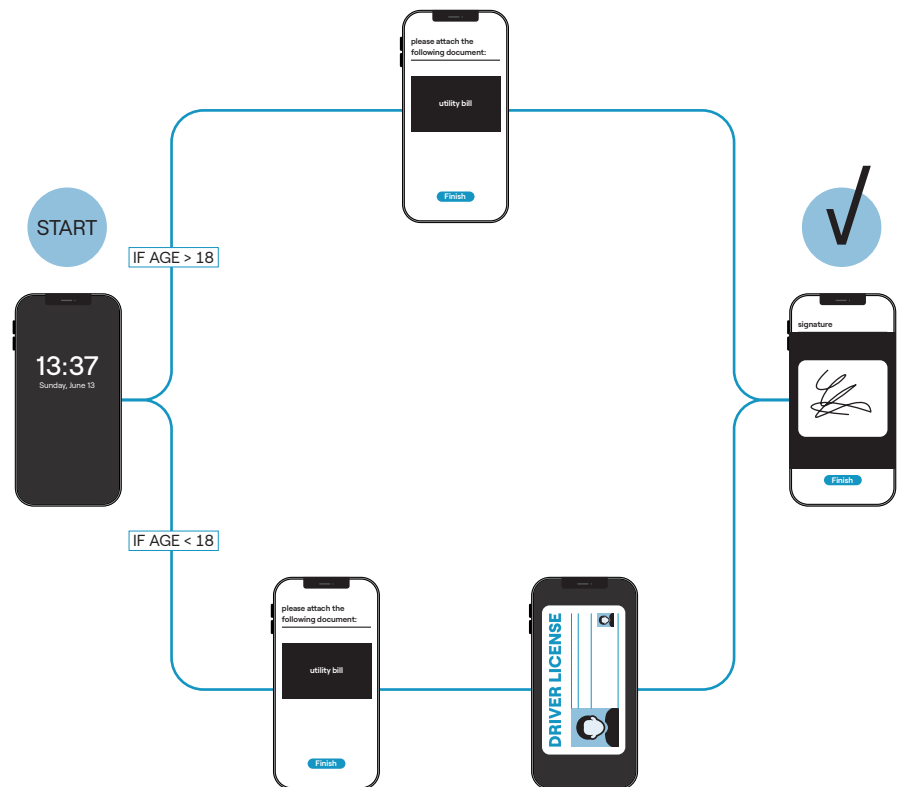 please attach the
following document:
utility bill
Finish
START
√
IF AGE > 18
13:37
Sunday, June 13
signature
Finish
IF AGE < 18
please attach the
following document:
utility bill
Finish
DRIVER LICENSE